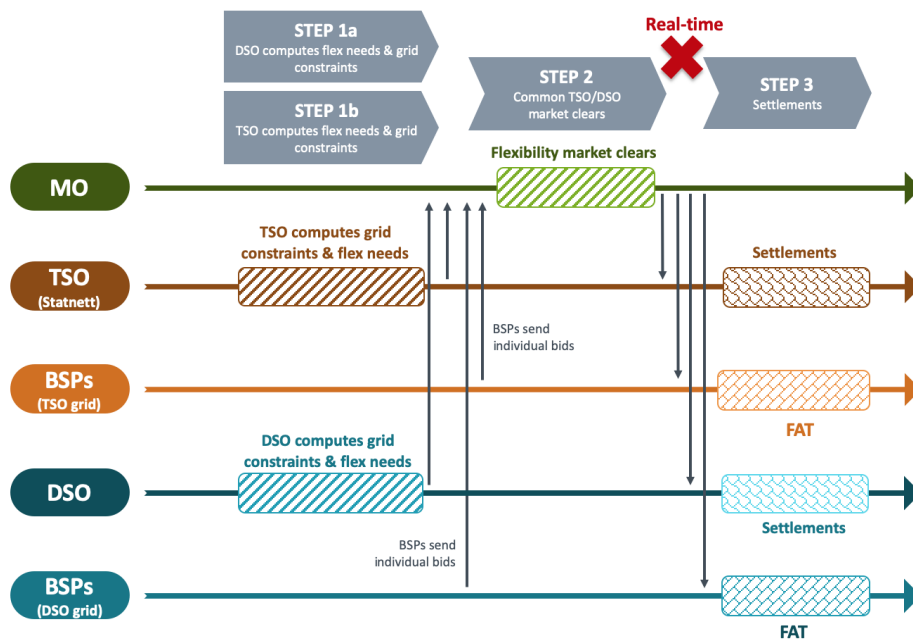 STEP 1a
DSO computes flex needs & grid
constraints
STEP 1b
TSO computes flex needs & grid
constraints
STEP 2
Common TSO/DSO
market clears
Real-time
STEP 3
Settlements
MO
Flexibility market clears
TSO
(Statnett)
TSO computes grid
constraints & flex needs
Settlements
BSPs send
individual bids
BSPs
(TSO grid)
FAT
DSO
DSO computes grid
constraints & flex needs
Settlements
BSPs send
individual bids
BSPs
(DSO grid)
FAT